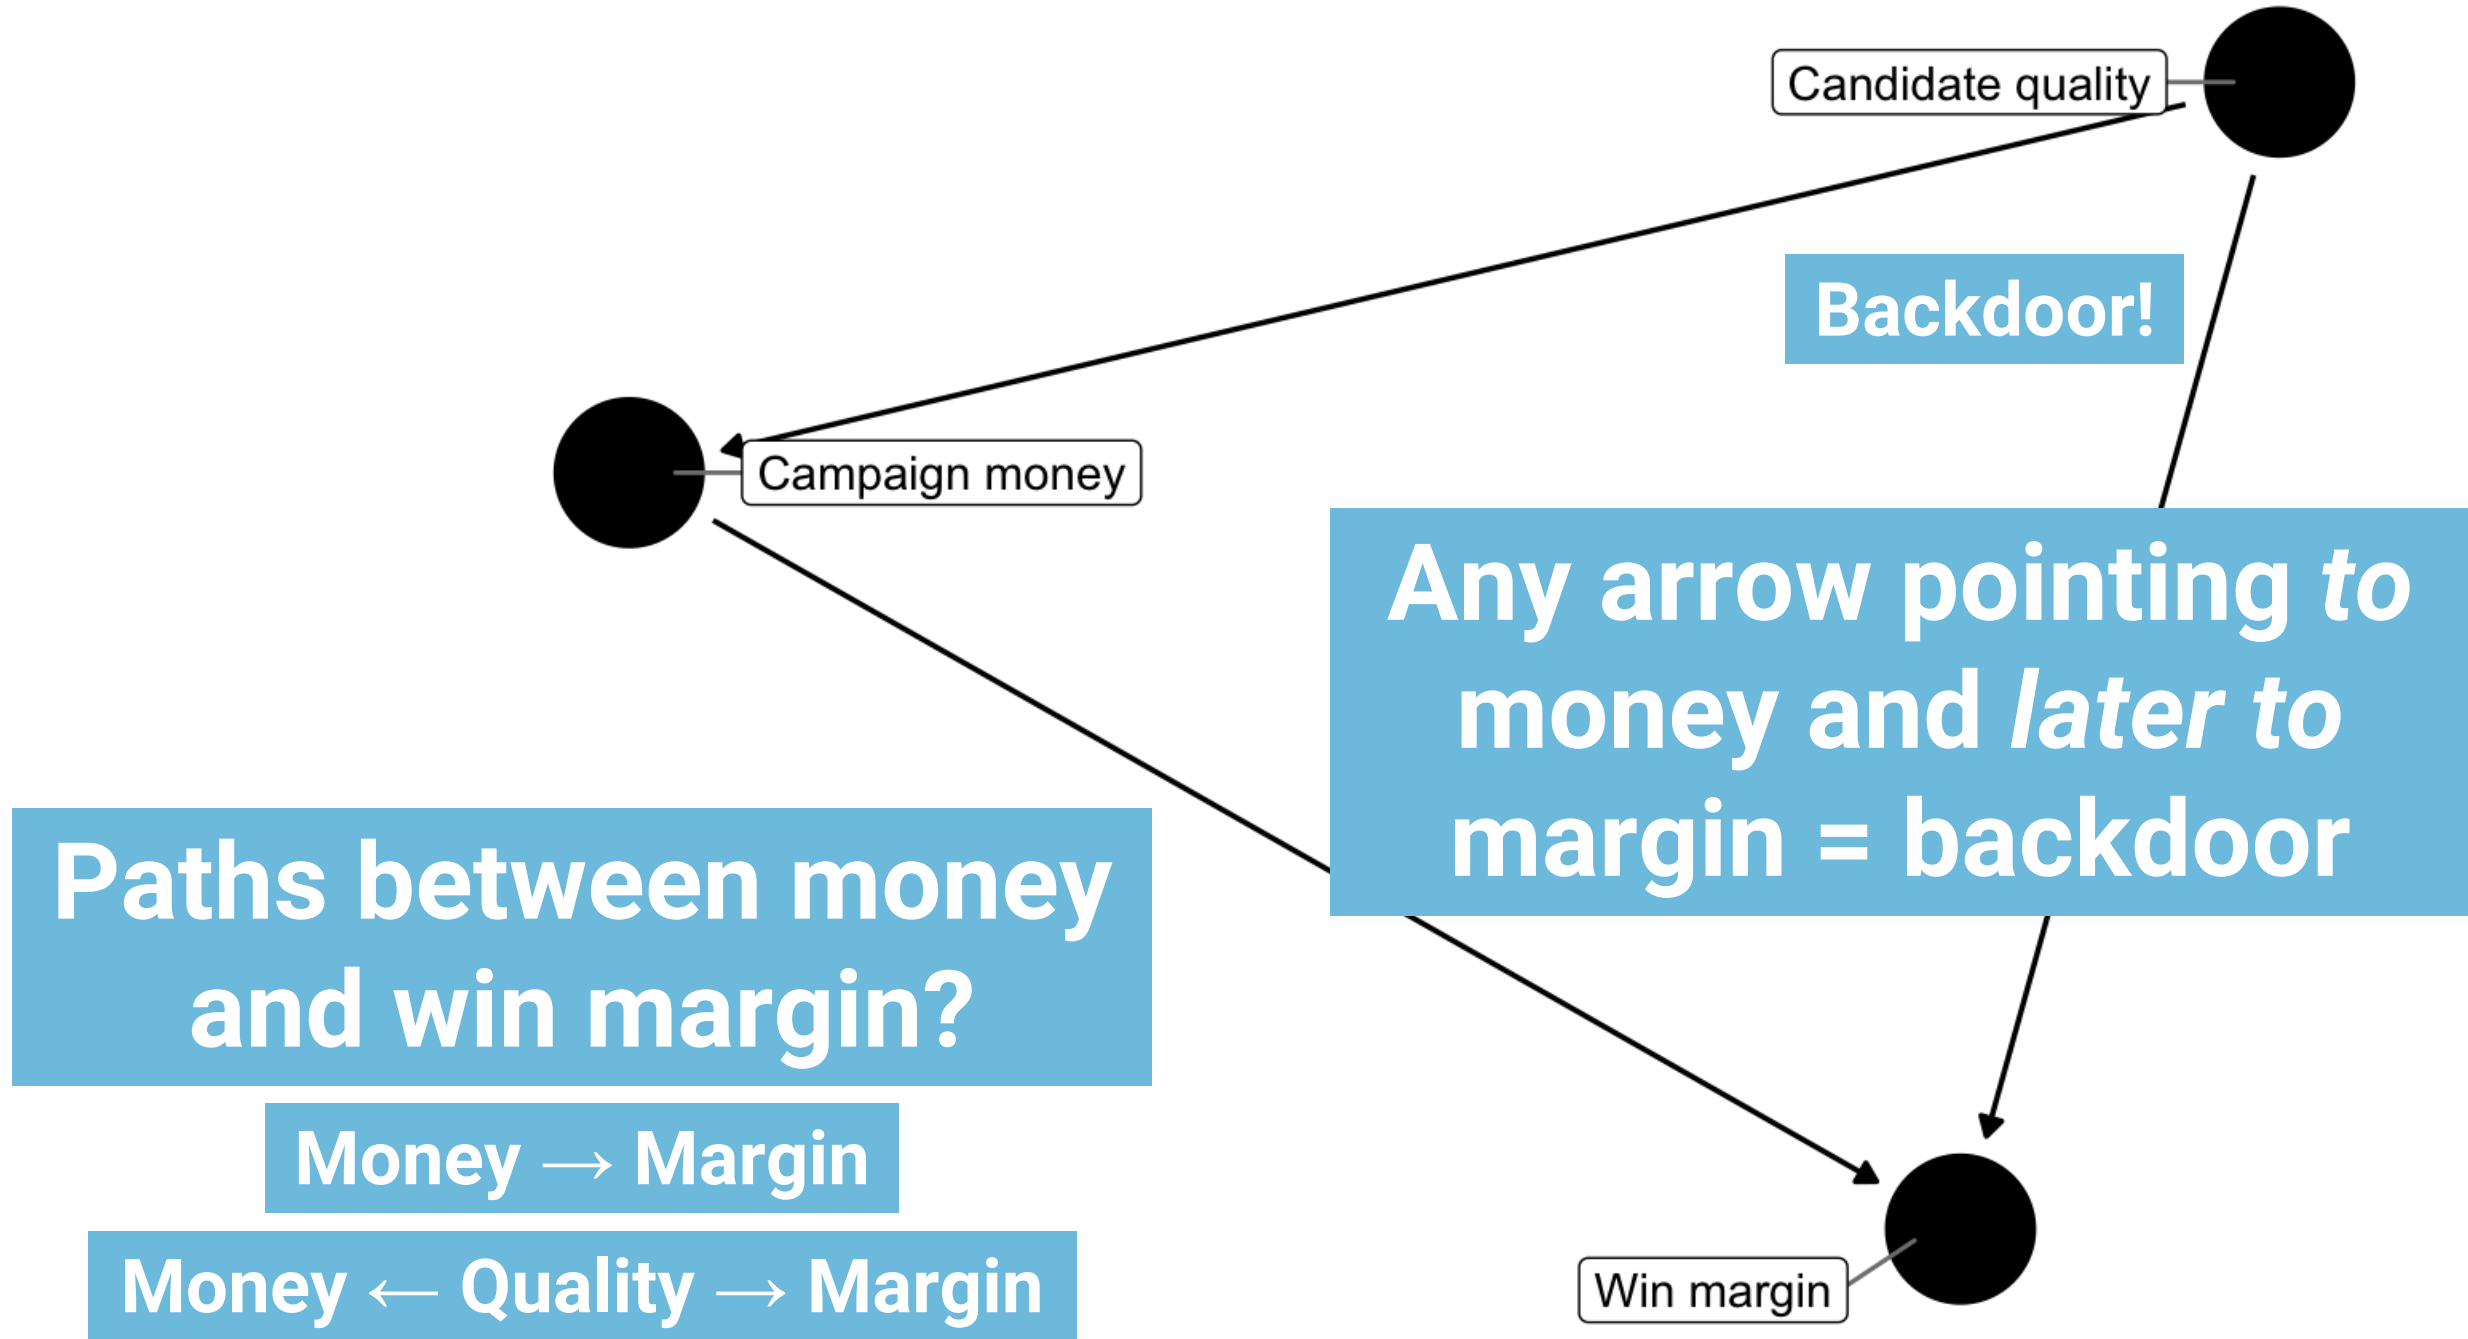 Candidate quality
Backdoor!
Campaign money
Any arrow pointing to
money and later to
margin = backdoor
Paths between money
and win margin?
Money → Margin
Money ← Quality → Margin
Win margin